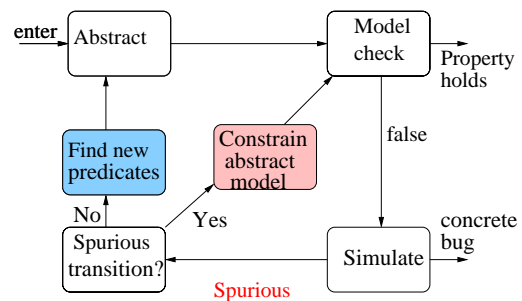 enter
Abstract
Model
check
Property
holds
Find new
predicates
Constrain
abstract
model
false
No
Yes
Spurious
transition?
Simulate
concrete
bug
Spurious